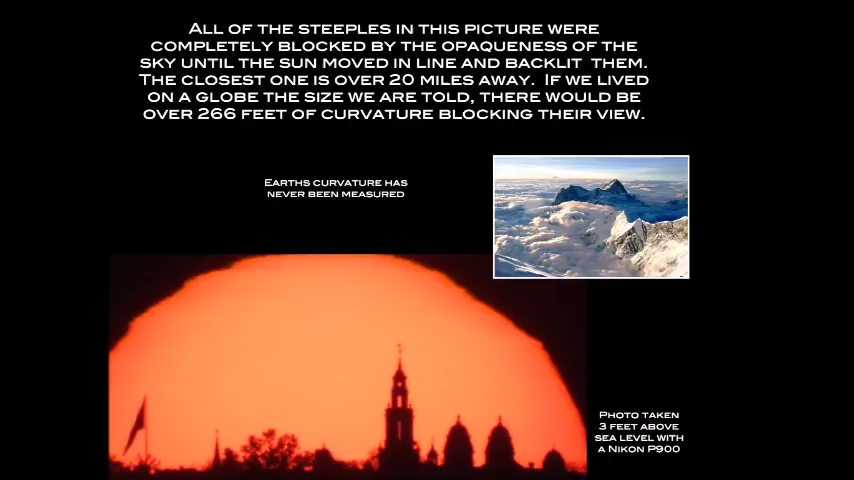 ALL OF THE STEEPLES IN THIS PICTURE WERE
COMPLETELY BLOCKED BY THE OPAQUENESS OF THE
SKY UNTIL THE SUN MOVED IN LINE AND BACKLIT THEM.
THE CLOSEST ONE IS OVER 20 MILES AWAY. IF WE LIVED
ON A GLOBE THE SIZE WE ARE TOLD, THERE WOULD BE
OVER 266 FEET OF CURVATURE BLOCKING THEIR VIEW.
EARTHS CURVATURE HAS
NEVER BEEN MEASURED
PHOTO TAKEN
3 FEET ABOVE
SEA LEVEL WITH
A NIKON P900